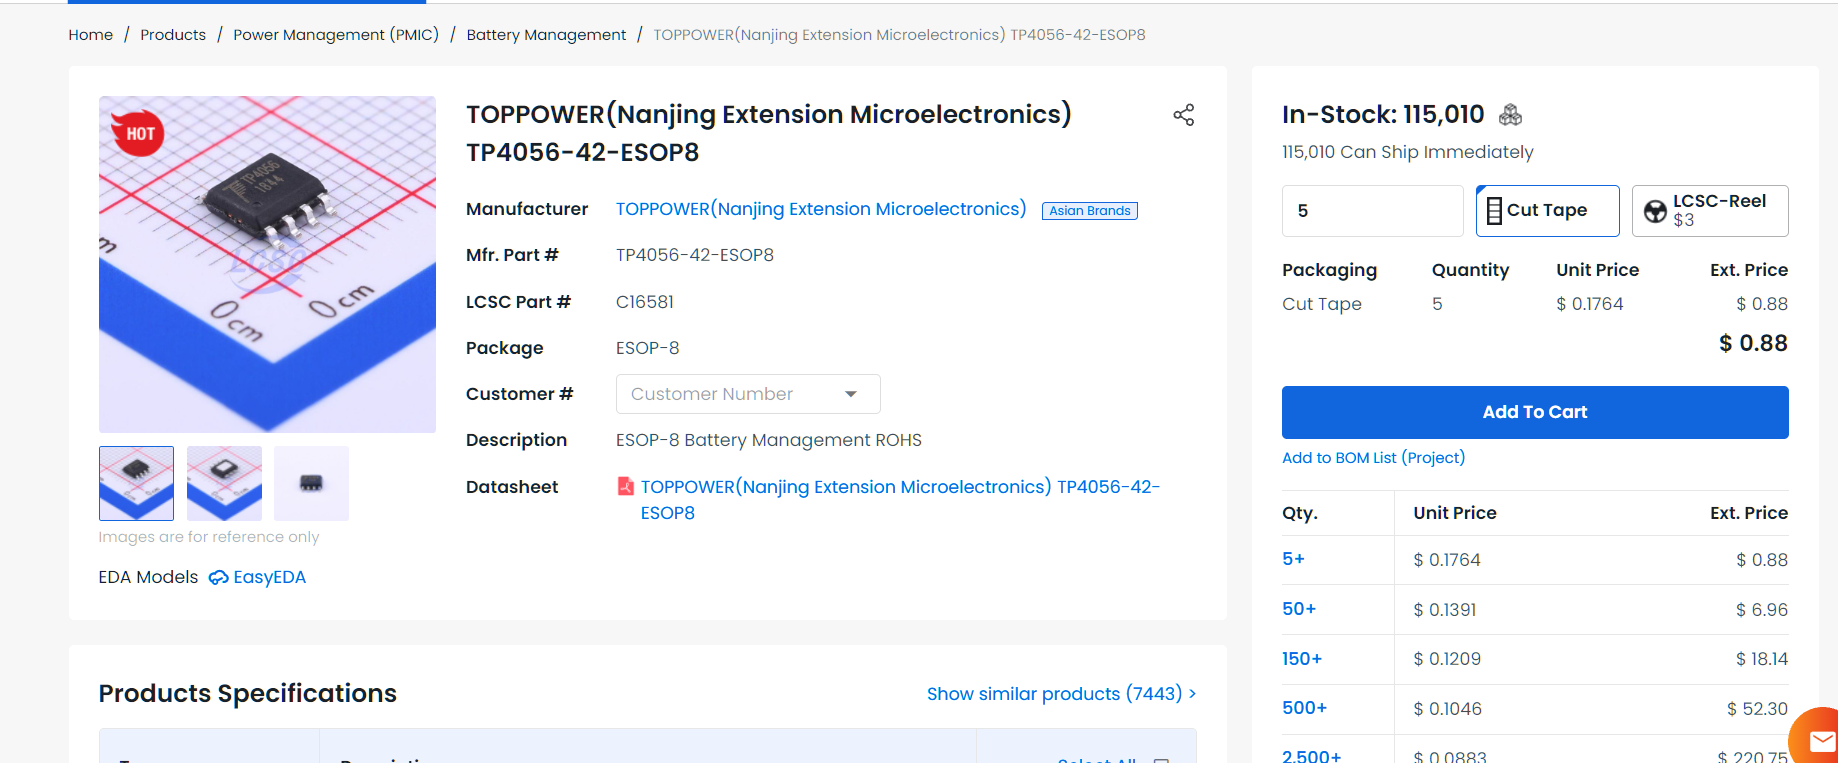 Home / Products / Power Management (PMIC) / Battery Management / TOPPOWER(Nanjing Extension Microelectronics) TP4056-42-ESOP8
HOT
TP4056
18X4
LCSC
0 cm
0 cm
cm
Images are for reference only
EDA Models EasyEDA
TOPPOWER(Nanjing Extension Microelectronics)
TP4056-42-ESOP8
Manufacturer TOPPOWER(Nanjing Extension Microelectronics) Asian Brands
Mfr. Part # TP4056-42-ESOP8
LCSC Part # C16581
Package ESOP-8
Customer # Customer Number
Description ESOP-8 Battery Management ROHS
Datasheet TOPPOWER(Nanjing Extension Microelectronics) TP4056-42-
ESOP8
Products Specifications
Show similar products (7443) >
Select All
In-Stock: 115,010
115,010 Can Ship Immediately
5 Cut Tape LCSC-Reel
$3
Packaging Quantity Unit Price Ext. Price
Cut Tape 5 $ 0.1764 $ 0.88
$ 0.88
Add To Cart
Add to BOM List (Project)
Qty. Unit Price Ext. Price
5+ $ 0.1764 $ 0.88
50+ $ 0.1391 $ 6.96
150+ $ 0.1209 $ 18.14
500+ $ 0.1046 $ 52.30
2,500+ $ 0.0883 $ 220.75